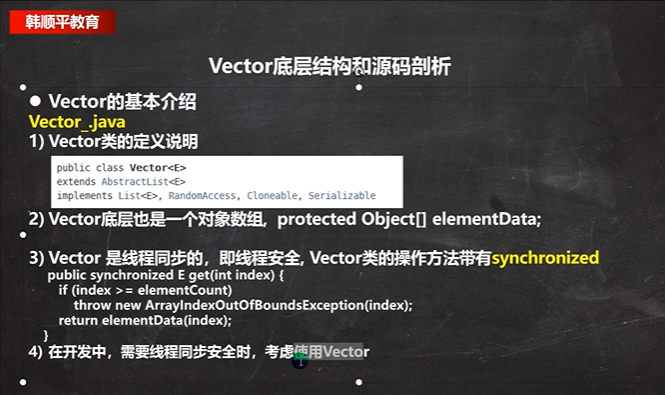 韩顺平教育
Vector底层结构和源码剖析
● Vector的基本介绍
Vector_.java
1) Vector类的定义说明
public class Vector<E>
extends AbstractList<E>
implements List<E>, RandomAccess, Cloneable, Serializable
2) Vector底层也是一个对象数组, protected Object[] elementData;
3) Vector 是线程同步的，即线程安全, Vector类的操作方法带有synchronized
public synchronized E get(int index) {
if (index >= elementCount)
throw new ArrayIndexOutOfBoundsException(index);
return elementData(index);
}
4) 在开发中，需要线程同步安全时，考虑使用Vector